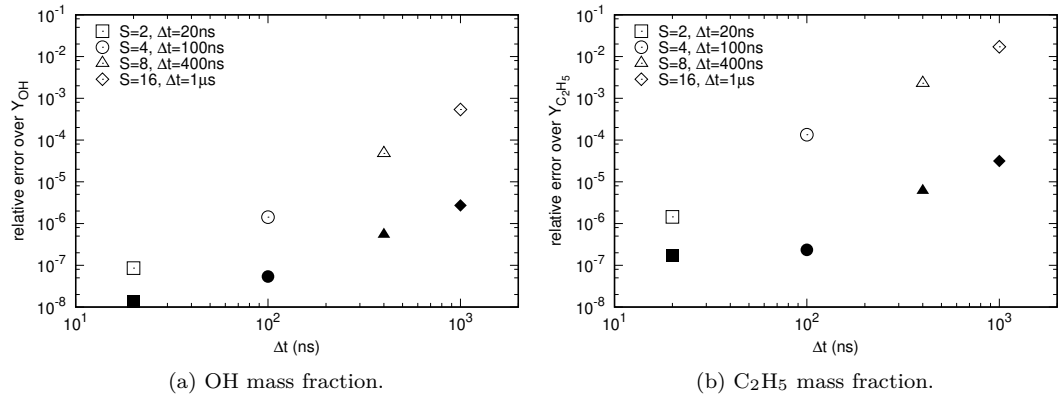 relative error over Y_OH
10^-1
10^-2
10^-3
10^-4
10^-5
10^-6
10^-7
10^-8
S=2, Δt=20ns
S=4, Δt=100ns
S=8, Δt=400ns
S=16, Δt=1μs
10^1
10^2
10^3
Δt (ns)
(a) OH mass fraction.
relative error over Y_C₂H₅
10^-1
10^-2
10^-3
10^-4
10^-5
10^-6
10^-7
10^-8
S=2, Δt=20ns
S=4, Δt=100ns
S=8, Δt=400ns
S=16, Δt=1μs
10^1
10^2
10^3
Δt (ns)
(b) C₂H₅ mass fraction.